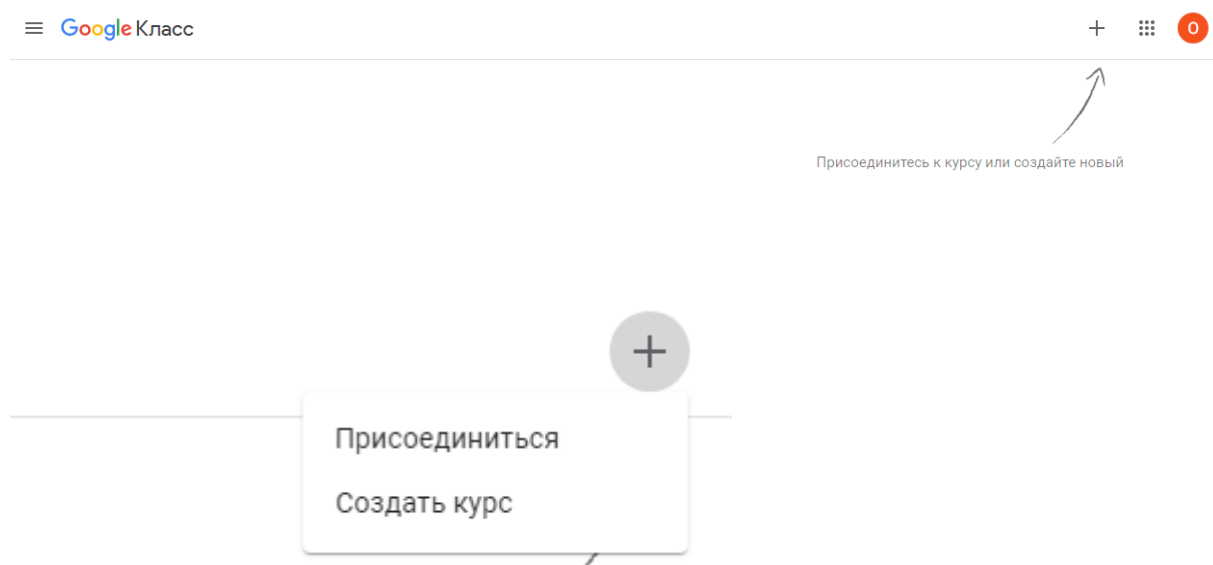 Google Класс
O
Присоединитесь к курсу или создайте новый
Присоединиться
Создать курс